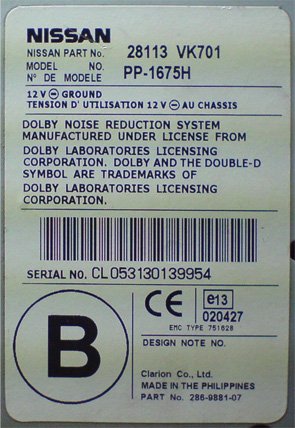 NISSAN
NISSAN PART No. 28113 VK701
MODEL NO.
N° DE MODELE PP-1675H
12 V ⊖ GROUND
TENSION D'UTILISATION 12 V ⊖ AU CHASSIS
DOLBY NOISE REDUCTION SYSTEM
MANUFACTURED UNDER LICENSE FROM
DOLBY LABORATORIES LICENSING
CORPORATION. DOLBY AND THE DOUBLE-D
SYMBOL ARE TRADEMARKS OF
DOLBY LABORATORIES LICENSING
CORPORATION.
SERIAL NO. CL053130139954
B
CE
e13
020427
EMC TYPE 751628
DESIGN NOTE NO.
Clarion Co., Ltd.
MADE IN THE PHILIPPINES
PART No. 286-9881-07